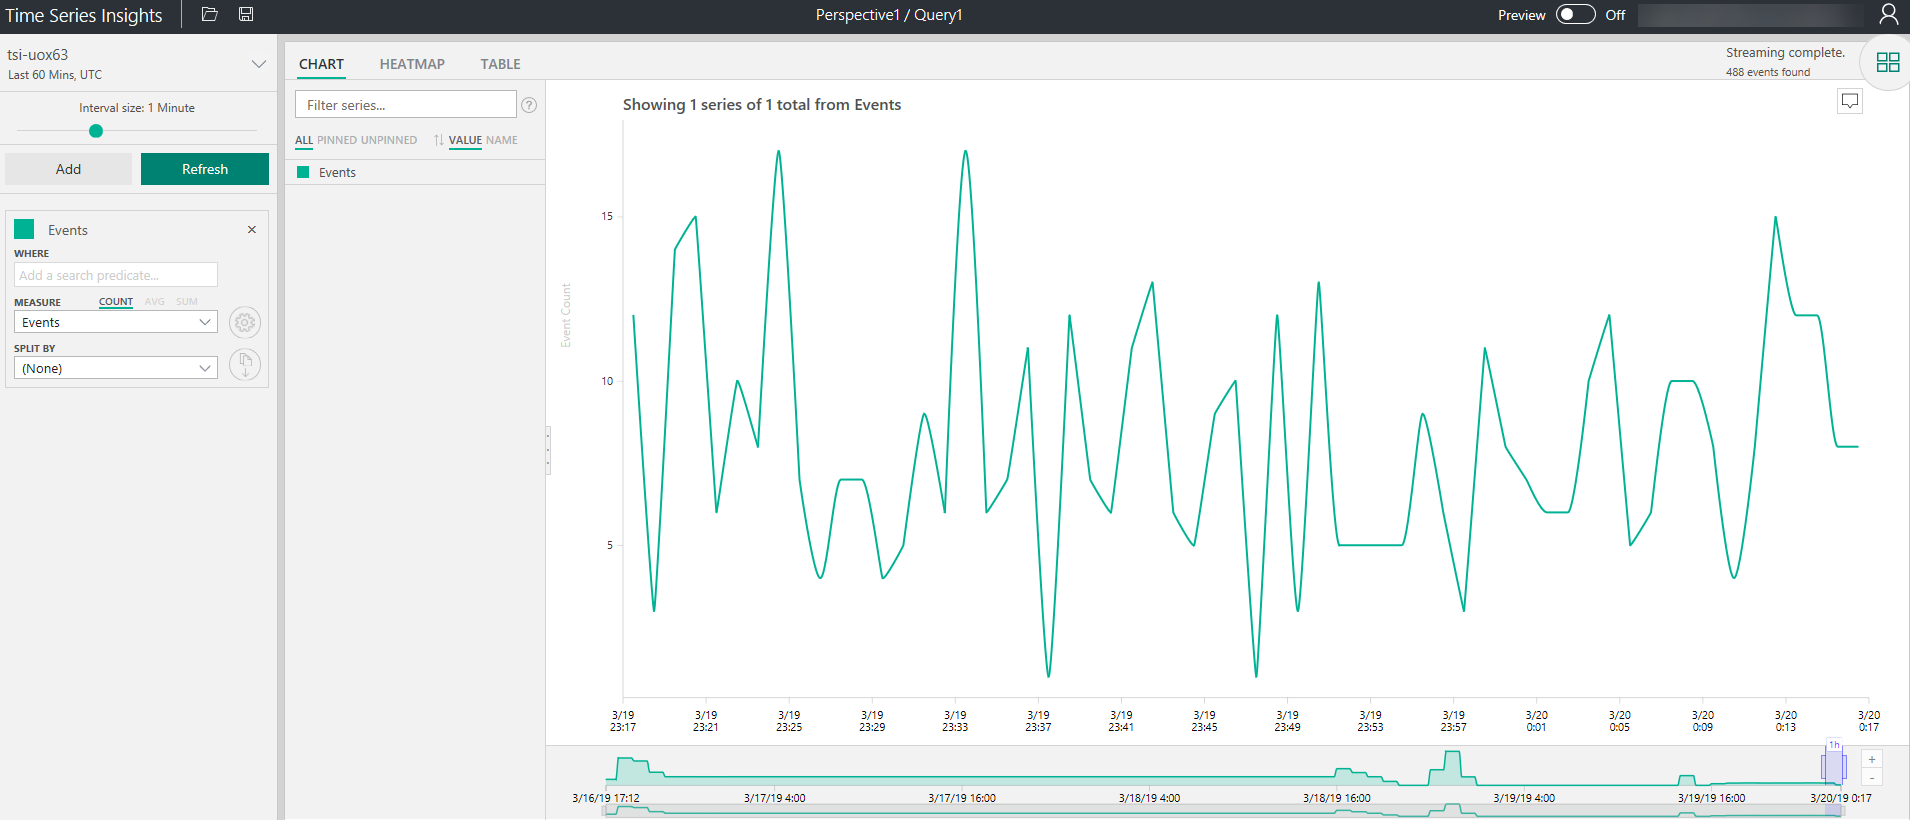 Time Series Insights
Perspective1 / Query1
Preview Off
tsi-uox63
Last 60 Mins, UTC
Interval size: 1 Minute
Add Refresh
Events ×
WHERE
Add a search predicate...
MEASURE COUNT AVG SUM
Events
SPLIT BY
(None)
CHART HEATMAP TABLE
Streaming complete.
488 events found
Filter series...
?
ALL PINNED UNPINNED VALUE NAME
Events
Showing 1 series of 1 total from Events
Event Count
15
10
5
3/19 3/19 3/19 3/19 3/19 3/19 3/19 3/19 3/19 3/19 3/19 3/20 3/20 3/20 3/20 3/20
23:17 23:21 23:25 23:29 23:33 23:37 23:41 23:45 23:49 23:53 23:57 0:01 0:05 0:09 0:13 0:17
1h
+
-
3/16/19 17:12 3/17/19 4:00 3/17/19 16:00 3/18/19 4:00 3/18/19 16:00 3/19/19 4:00 3/19/19 16:00 3/20/19 0:17